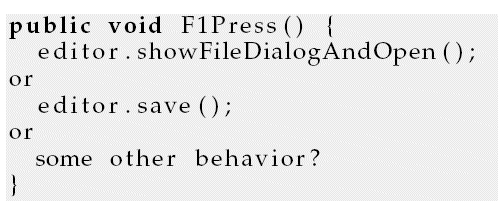 public void F1Press() {
editor.showFileDialogAndOpen();
or
editor.save();
or
some other behavior?
}